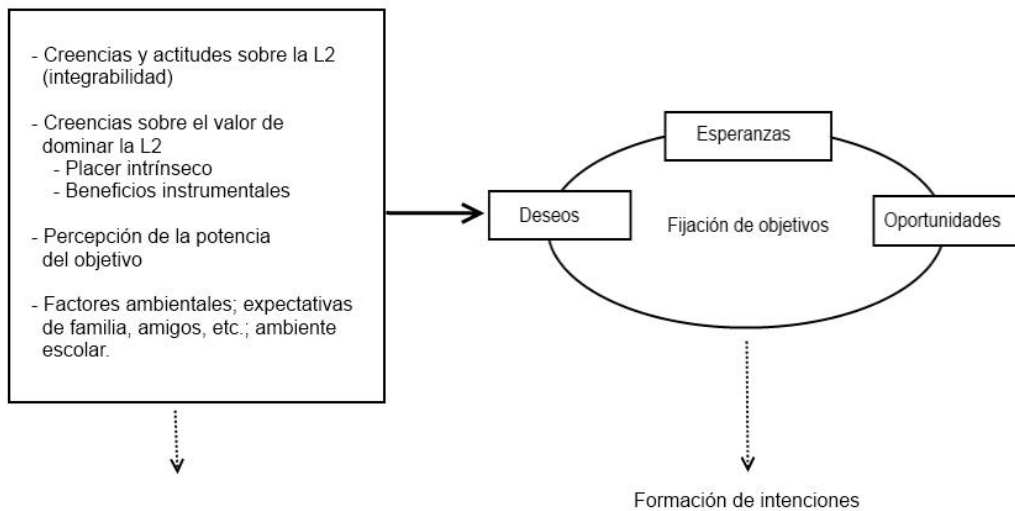 - Creencias y actitudes sobre la L2
(integrabilidad)
- Creencias sobre el valor de
dominar la L2
- Placer intrínseco
- Beneficios instrumentales
- Percepción de la potencia
del objetivo
- Factores ambientales; expectativas
de familia, amigos, etc.; ambiente
escolar.
Esperanzas
Deseos
Fijación de objetivos
Oportunidades
Formación de intenciones